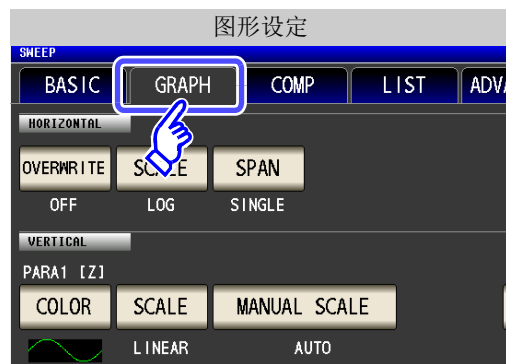 图形设定
SWEEP
BASIC GRAPH COMP LIST
HORIZONTAL
OVERWRITE SCALE SPAN
OFF LOG SINGLE
VERTICAL
PARA1 [Z]
COLOR SCALE MANUAL SCALE
LINEAR AUTO